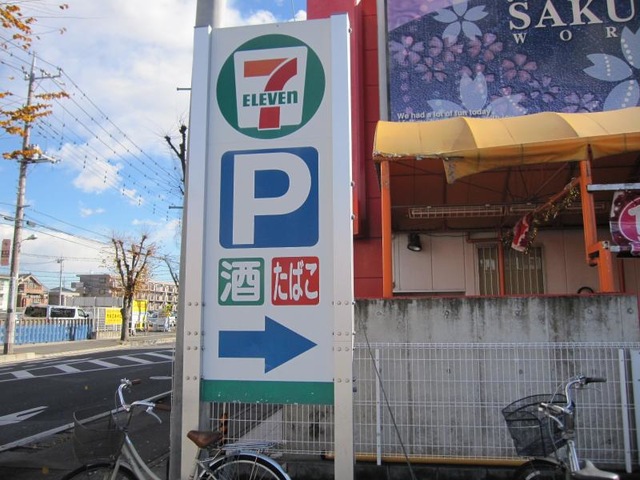 7
ELEVEN
P
酒 たばこ
SAKU
WOR
We had a lot of fun today